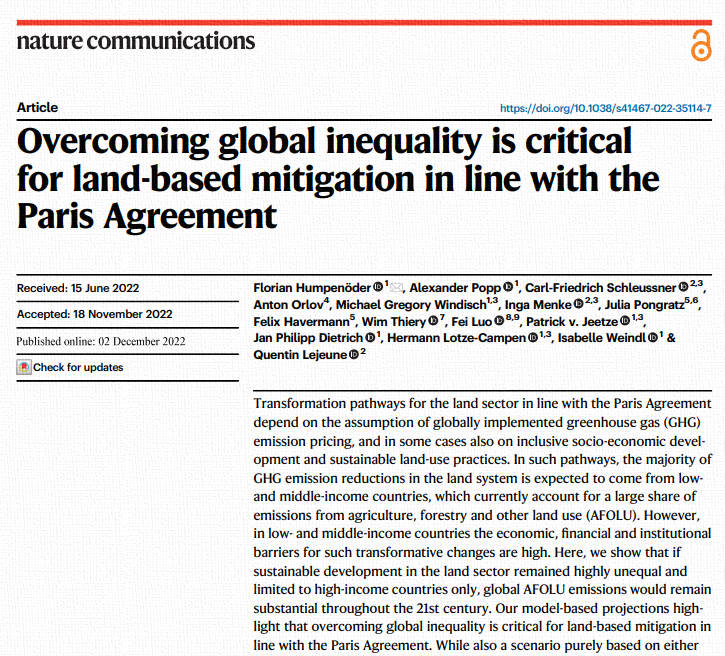 nature communications
Article
https://doi.org/10.1038/s41467-022-35114-7
Overcoming global inequality is critical
for land-based mitigation in line with the
Paris Agreement
Received: 15 June 2022
Accepted: 18 November 2022
Published online: 02 December 2022
Check for updates
Florian Humpenöder 1, Alexander Popp 1, Carl-Friedrich Schleussner 2,3,
Anton Orlov4, Michael Gregory Windisch1,3, Inga Menke 2,3, Julia Pongratz5,6,
Felix Havermann5, Wim Thiery 7, Fei Luo 8,9, Patrick v. Jeetze 1,3,
Jan Philipp Dietrich 1, Hermann Lotze-Campen 1,3, Isabelle Weindl 1 &
Quentin Lejeune 2
Transformation pathways for the land sector in line with the Paris Agreement
depend on the assumption of globally implemented greenhouse gas (GHG)
emission pricing, and in some cases also on inclusive socio-economic devel-
opment and sustainable land-use practices. In such pathways, the majority of
GHG emission reductions in the land system is expected to come from low-
and middle-income countries, which currently account for a large share of
emissions from agriculture, forestry and other land use (AFOLU). However,
in low- and middle-income countries the economic, financial and institutional
barriers for such transformative changes are high. Here, we show that if
sustainable development in the land sector remained highly unequal and
limited to high-income countries only, global AFOLU emissions would remain
substantial throughout the 21st century. Our model-based projections high-
light that overcoming global inequality is critical for land-based mitigation in
line with the Paris Agreement. While also a scenario purely based on either